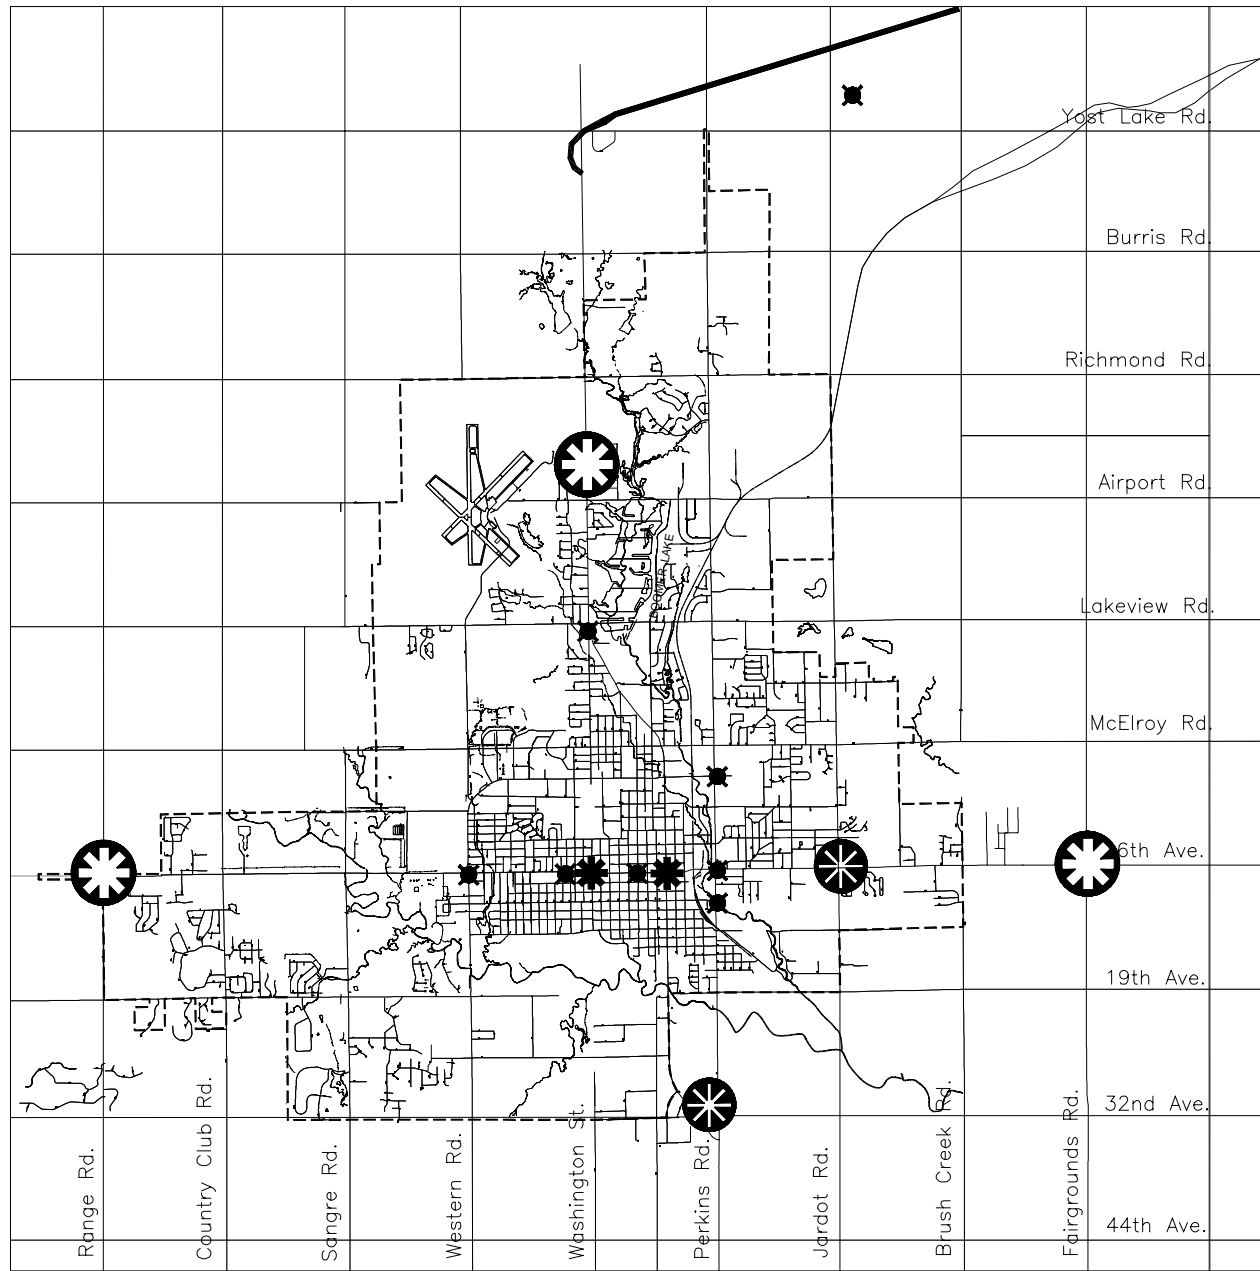 Yost Lake Rd.
Burris Rd.
Richmond Rd.
Airport Rd.
BOOMER LAKE
Lakeview Rd.
McElroy Rd.
6th Ave.
19th Ave.
32nd Ave.
44th Ave.
Range Rd.
Country Club Rd.
Sangre Rd.
Western Rd.
Washington St.
Perkins Rd.
Jardot Rd.
Brush Creek Rd.
Fairgrounds Rd.